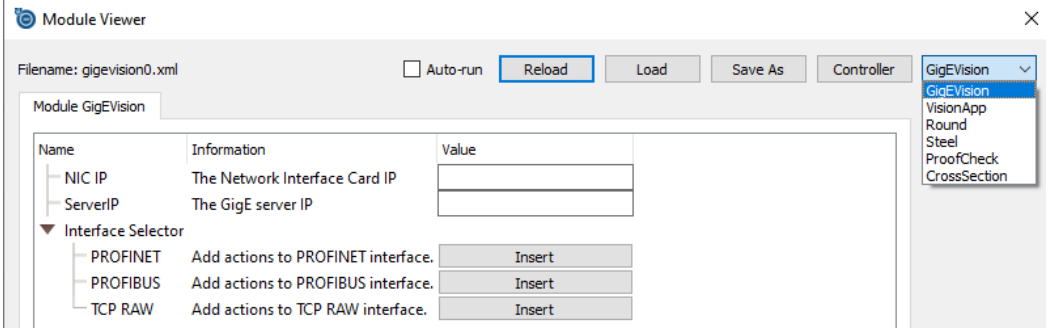 Module Viewer
Filename: gigevision0.xml
Auto-run
Reload
Load
Save As
Controller
GigEVision
GigEVision
VisionApp
Round
Steel
ProofCheck
CrossSection
Module GigEVision
Name Information Value
NIC IP The Network Interface Card IP
ServerIP The GigE server IP
Interface Selector
PROFINET Add actions to PROFINET interface. Insert
PROFIBUS Add actions to PROFIBUS interface. Insert
TCP RAW Add actions to TCP RAW interface. Insert